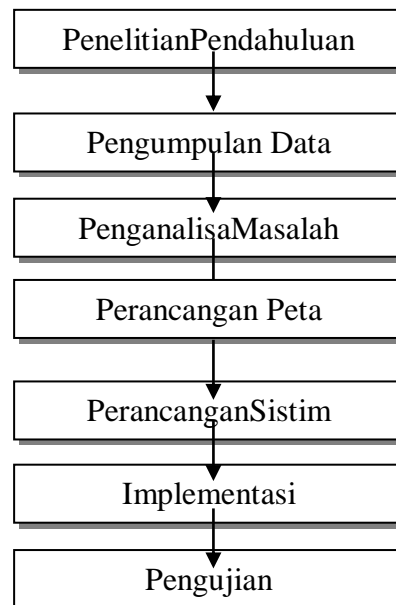 PenelitianPendahuluan
Pengumpulan Data
PenganalisaMasalah
Perancangan Peta
PerancanganSistim
Implementasi
Pengujian